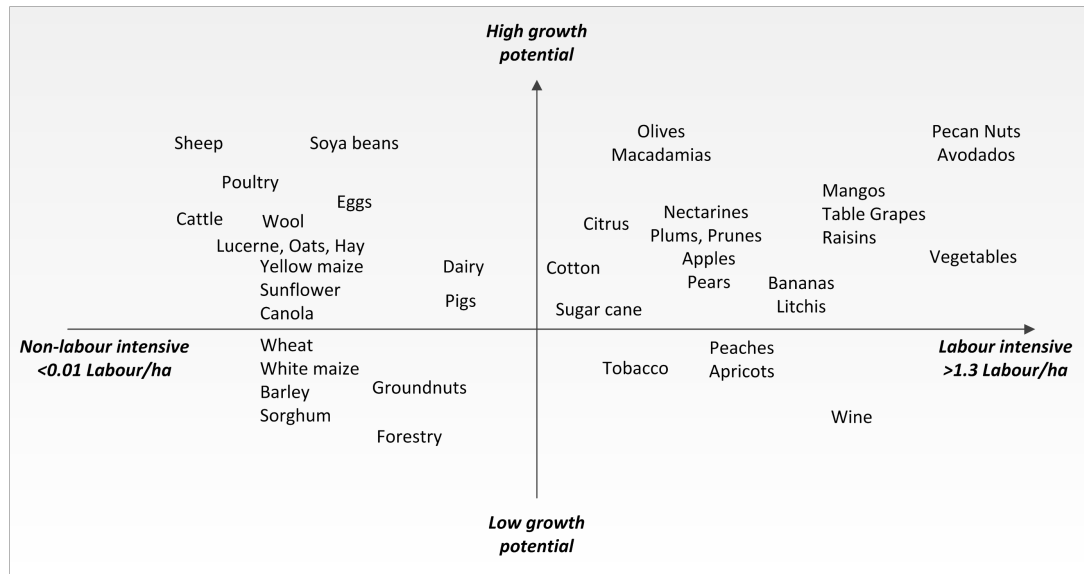 High growth
potential
Sheep
Soya beans
Poultry
Eggs
Cattle
Wool
Lucerne, Oats, Hay
Yellow maize
Sunflower
Canola
Dairy
Pigs
Olives
Macadamias
Pecan Nuts
Avodados
Mangos
Table Grapes
Raisins
Citrus
Nectarines
Plums, Prunes
Apples
Pears
Cotton
Sugar cane
Bananas
Litchis
Vegetables
Non-labour intensive
<0.01 Labour/ha
Labour intensive
>1.3 Labour/ha
Wheat
White maize
Barley
Sorghum
Groundnuts
Forestry
Tobacco
Peaches
Apricots
Wine
Low growth
potential